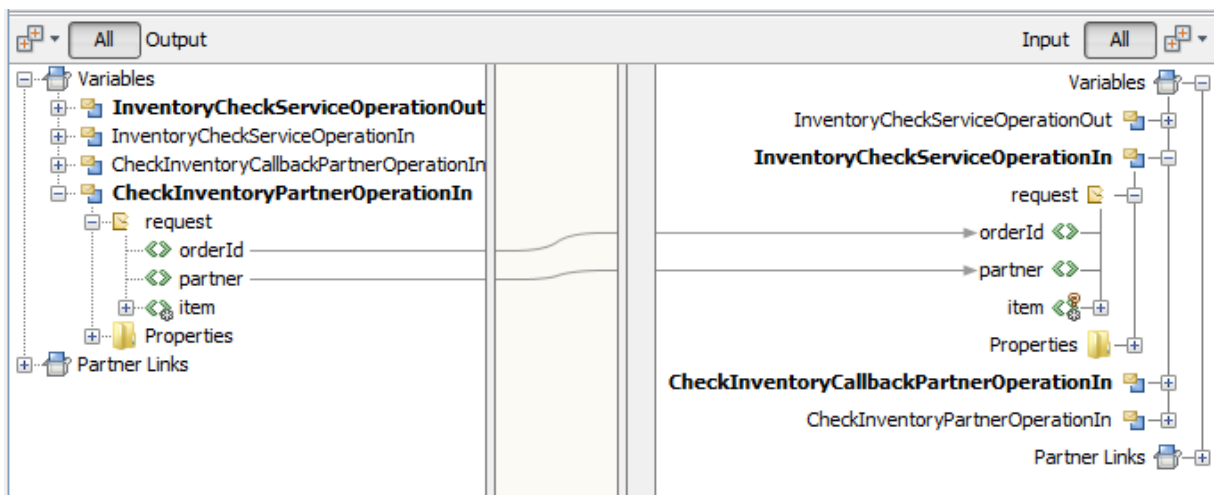 All Output
Input All
Variables
InventoryCheckServiceOperationOut
InventoryCheckServiceOperationIn
CheckInventoryCallbackPartnerOperationIn
CheckInventoryPartnerOperationIn
request
orderId
partner
item
Properties
Partner Links
Variables
InventoryCheckServiceOperationOut
InventoryCheckServiceOperationIn
request
orderId
partner
item
Properties
CheckInventoryCallbackPartnerOperationIn
CheckInventoryPartnerOperationIn
Partner Links